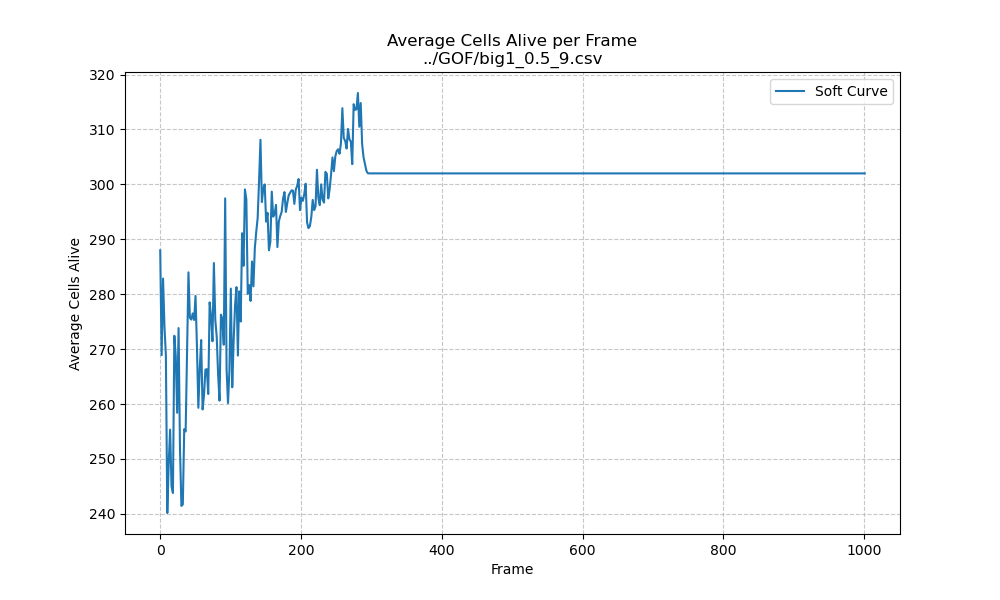 Average Cells Alive per Frame
../GOF/big1_0.5_9.csv
Soft Curve
Average Cells Alive
320
310
300
290
280
270
260
250
240
0 200 400 600 800 1000
Frame